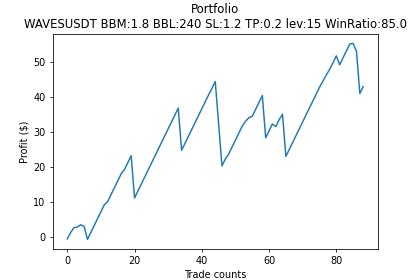 Portfolio
WAVESUSDT BBM:1.8 BBL:240 SL:1.2 TP:0.2 lev:15 WinRatio:85.0
Profit ($)
50
40
30
20
10
0
0
20
40
60
80
Trade counts